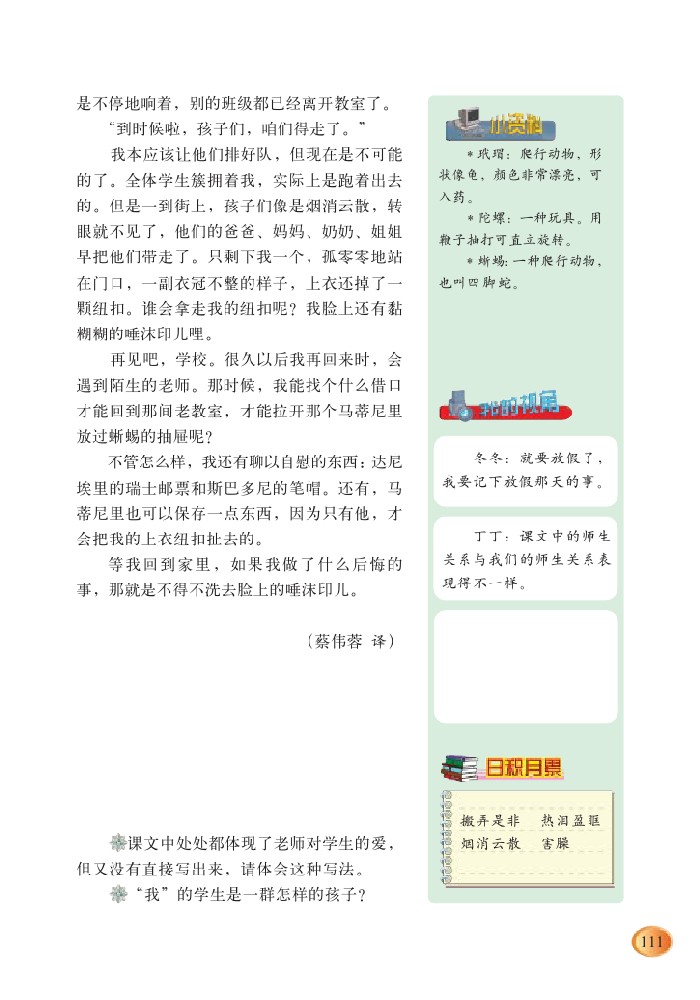 是不停地响着，别的班级都已经离开教室了。
“到时候啦，孩子们，咱们得走了。”
我本应该让他们排好队，但现在是不可能
的了。全体学生簇拥着我，实际上是跑着出去
的。但是一到街上，孩子们像是烟消云散，转
眼就不见了，他们的爸爸、妈妈、奶奶、姐姐
早把他们带走了。只剩下我一个，孤零零地站
在门口，一副衣冠不整的样子，上衣还掉了一
颗纽扣。谁会拿走我的纽扣呢？我脸上还有黏
糊糊的唾沫印儿哩。
再见吧，学校。很久以后我再回来时，会
遇到陌生的老师。那时候，我能找个什么借口
才能回到那间老教室，才能拉开那个马蒂尼里
放过蜥蜴的抽屉呢？
不管怎么样，我还有聊以自慰的东西：达尼
埃里的瑞士邮票和斯巴多尼的笔帽。还有，马
蒂尼里也可以保存一点东西，因为只有他，才
会把我的上衣纽扣扯去的。
等我回到家里，如果我做了什么后悔的
事，那就是不得不洗去脸上的唾沫印儿。
（蔡伟蓉 译）
课文中处处都体现了老师对学生的爱，
但又没有直接写出来，请体会这种写法。
“我”的学生是一群怎样的孩子？
小资料
*玳瑁：爬行动物，形
状像龟，颜色非常漂亮，可
入药。
*陀螺：一种玩具。用
鞭子抽打可直立旋转。
*蜥蜴：一种爬行动物，
也叫四脚蛇。
我的视角
冬冬：就要放假了，
我要记下放假那天的事。
丁丁：课文中的师生
关系与我们的师生关系表
现得不一样。
日积月累
搬弄是非 热泪盈眶
烟消云散 害臊
111